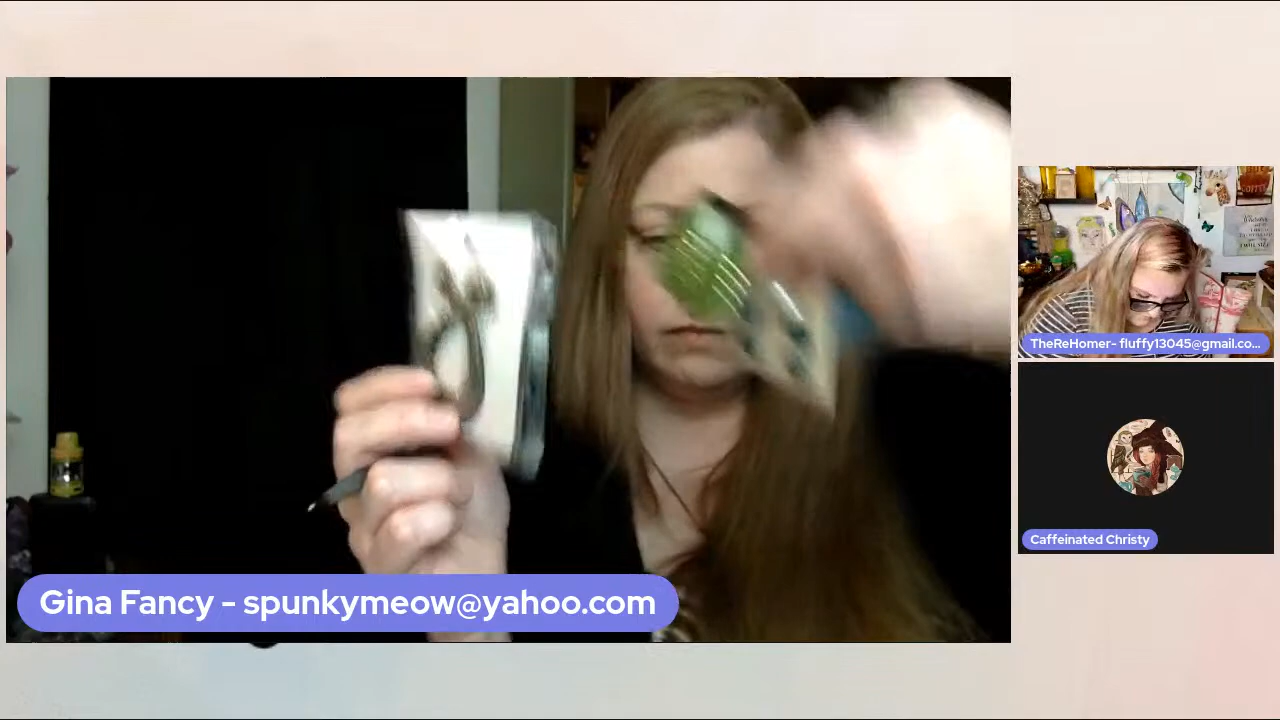 Gina Fancy - spunkymeow@yahoo.com
TheReHomer- fluffy13045@gmail.co...
Caffeinated Christy